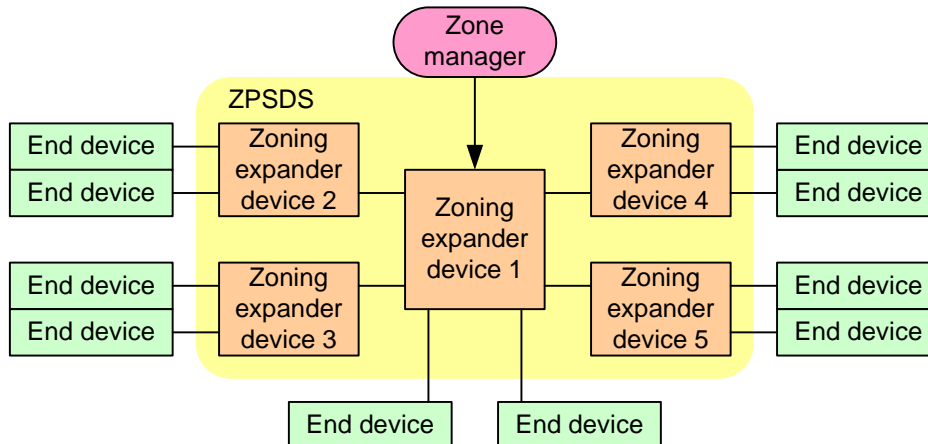 Zone
manager
ZPSDS
End device
End device
Zoning
expander
device 2
Zoning
expander
device 4
End device
End device
Zoning
expander
device 1
End device
End device
Zoning
expander
device 3
Zoning
expander
device 5
End device
End device
End device
End device